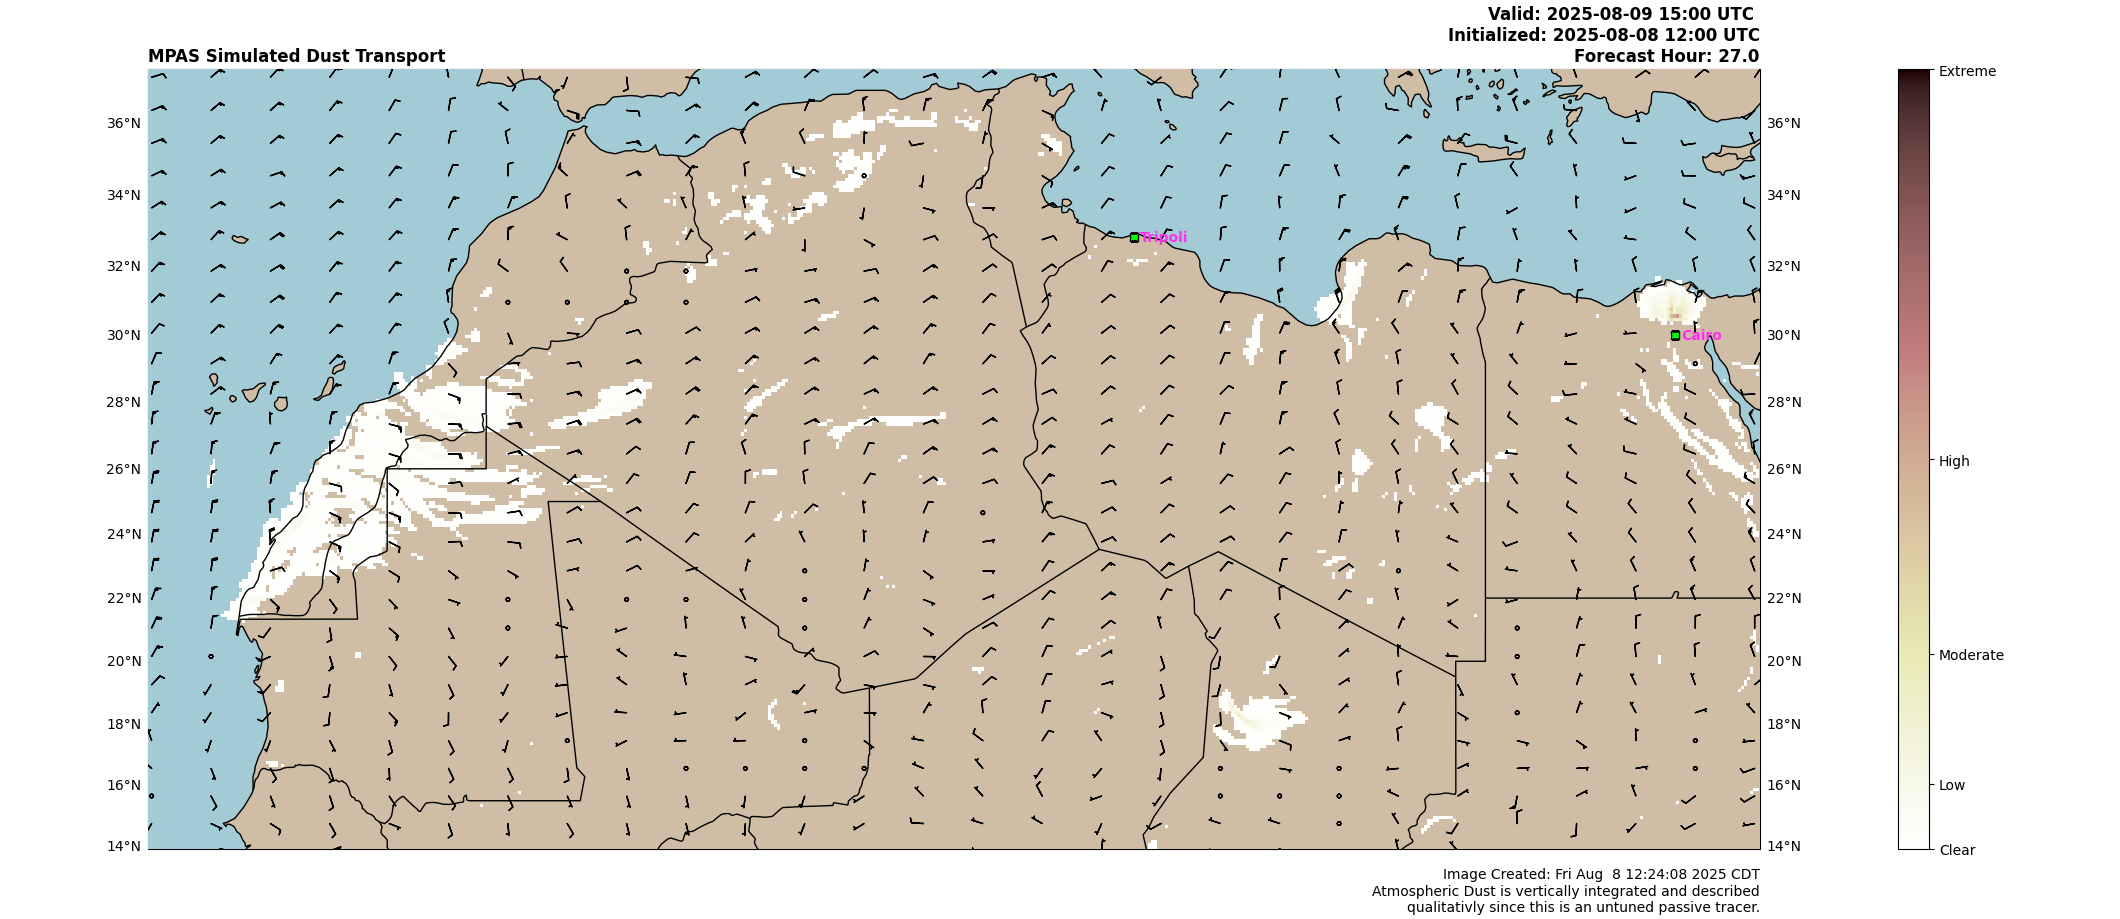 Valid: 2025-08-09 15:00 UTC
Initialized: 2025-08-08 12:00 UTC
MPAS Simulated Dust Transport
Forecast Hour: 27.0
Extreme
36°N
36°N
34°N
34°N
Tripoli
32°N
32°N
30°N
Cairo
30°N
28°N
28°N
26°N
26°N
High
24°N
24°N
22°N
22°N
20°N
20°N
Moderate
18°N
18°N
16°N
16°N
Low
14°N
14°N
Clear
Image Created: Fri Aug  8 12:24:08 2025 CDT
Atmospheric Dust is vertically integrated and described
qualitativly since this is an untuned passive tracer.